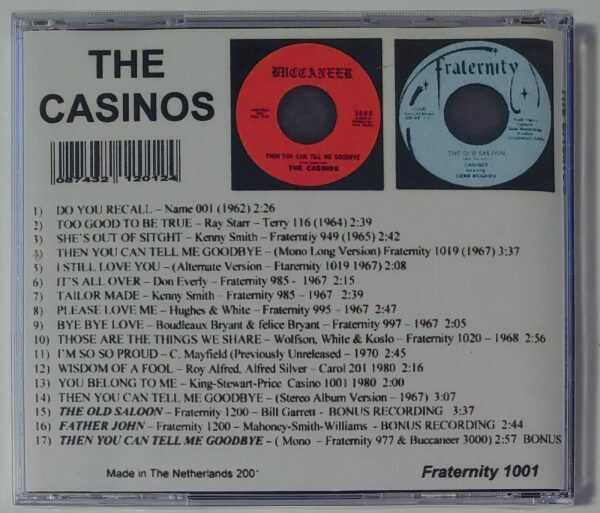 THE
CASINOS
BUCCANEER
3000
THEN YOU CAN TELL ME GOODBYE
THE CASINOS
fraternity
THE OLD SALOON
087432 120124
1) DO YOU RECALL – Name 001 (1962) 2:26
2) TOO GOOD TO BE TRUE – Ray Starr – Terry 116 (1964) 2:39
3) SHE'S OUT OF SITGHT – Kenny Smith – Fraterntiy 949 (1965) 2:42
4) THEN YOU CAN TELL ME GOODBYE – (Mono Long Version) Fraternity 1019 (1967) 3:37
5) I STILL LOVE YOU – (Alternate Version – Ftarernity 1019 1967) 2:08
6) IT'S ALL OVER – Don Everly – Fraternity 985 - 1967 2:15
7) TAILOR MADE – Kenny Smith – Fraternity 985 – 1967 2:39
8) PLEASE LOVE ME – Hughes & White – Fraternity 995 - 1967 2:47
9) BYE BYE LOVE – Boudleaux Bryant & felice Bryant – Fraternity 997 - 1967 2:05
10) THOSE ARE THE THINGS WE SHARE – Wolfson, White & Koslo – Fraternity 1020 – 1968 2:56
11) I'M SO SO PROUD – C. Mayfield (Previously Unreleased – 1970 2:45
12) WISDOM OF A FOOL – Roy Alfred, Alfred Silver – Carol 201 1980 2:16
13) YOU BELONG TO ME – King-Stewart-Price Casino 1001 1980 2:00
14) THEN YOU CAN TELL ME GOODBYE – (Stereo Album Version – 1967) 3:07
15) THE OLD SALOON – Fraternity 1200 – Bill Garrett - BONUS RECORDING 3:37
16) FATHER JOHN – Fraternity 1200 – Mahoney-Smith-Williams - BONUS RECORDING 2:44
17) THEN YOU CAN TELL ME GOODBYE – ( Mono – Fraternity 977 & Buccaneer 3000) 2:57 BONUS
Made in The Netherlands 200
Fraternity 1001